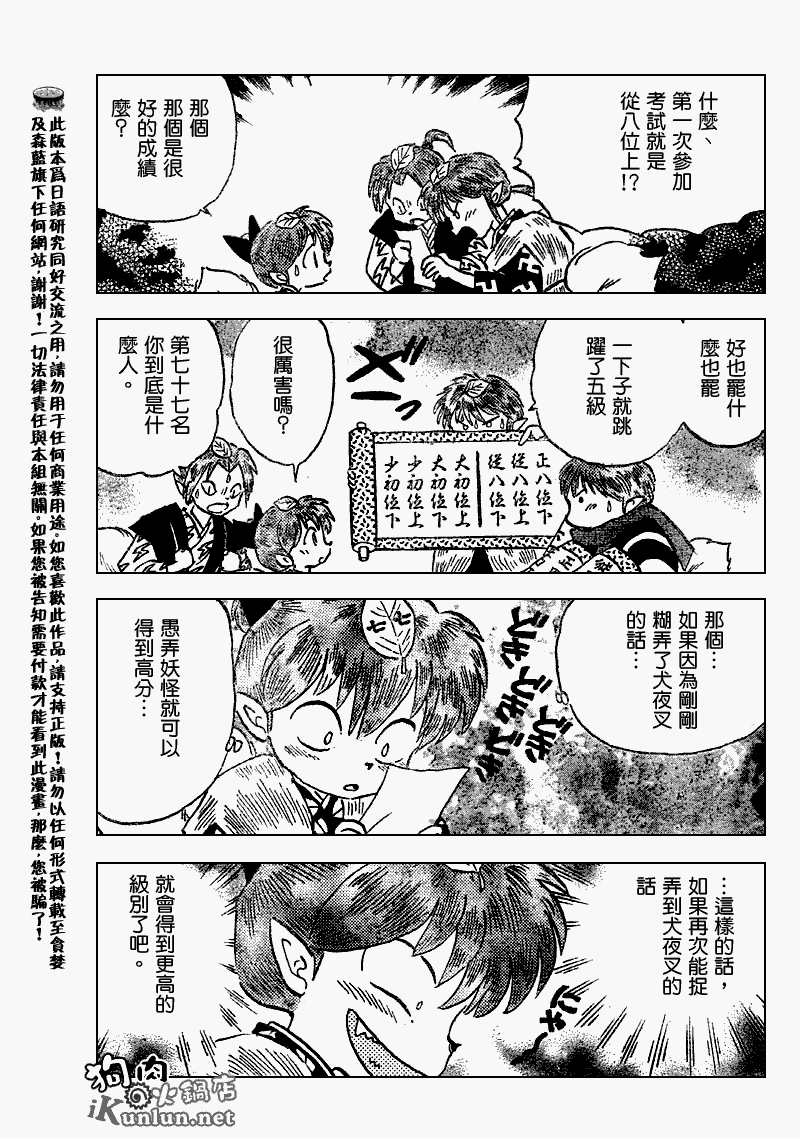 什麼、
第一次參加
考試就是
從八位上!?
那個
那個是很
好的成績
麼?
好也罷什
麼也罷
一下子就跳
躍了五級
正八位下
從八位上
從八位下
大初位上
大初位下
少初位上
少初位下
很厲害嗎?
第七十七名
你到底是什
麼人。
那個…
如果因為剛剛
糊弄了犬夜叉
的話…
七七
ドキ
ドキ
ドキ
愚弄妖怪就可以
得到高分…
…這樣的話,
如果再次能捉
弄到犬夜叉的
話
就會得到更高的
級別了吧。
此版本為日語研究同好交流之用,請勿用于任何商業用途。如您喜歡此作品,請支持正版!請勿以任何形式轉載至貪婪
及森藍旗下任何網站,謝謝!一切法律責任與本組無關。如果您被告知需要付款才能看到此漫畫,那麼,您被騙了!
狗肉
火鍋店
iKunlun.net